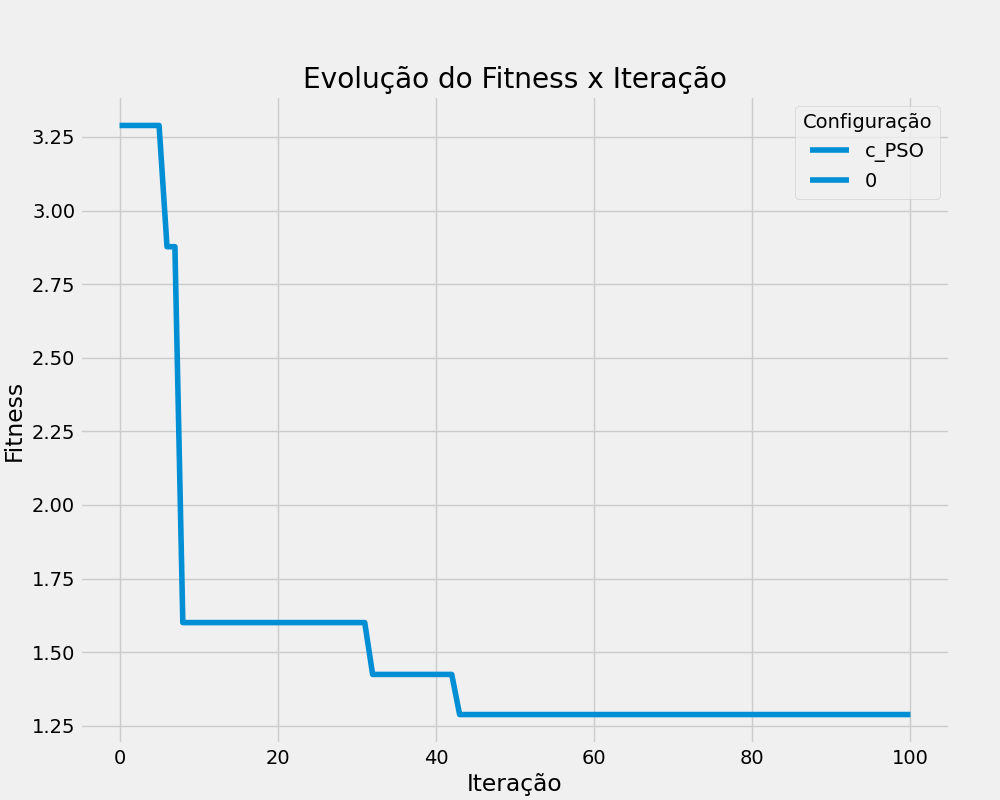 Evolução do Fitness x Iteração
Configuração
c_PSO
0
Fitness
3.25
3.00
2.75
2.50
2.25
2.00
1.75
1.50
1.25
0 20 40 60 80 100
Iteração